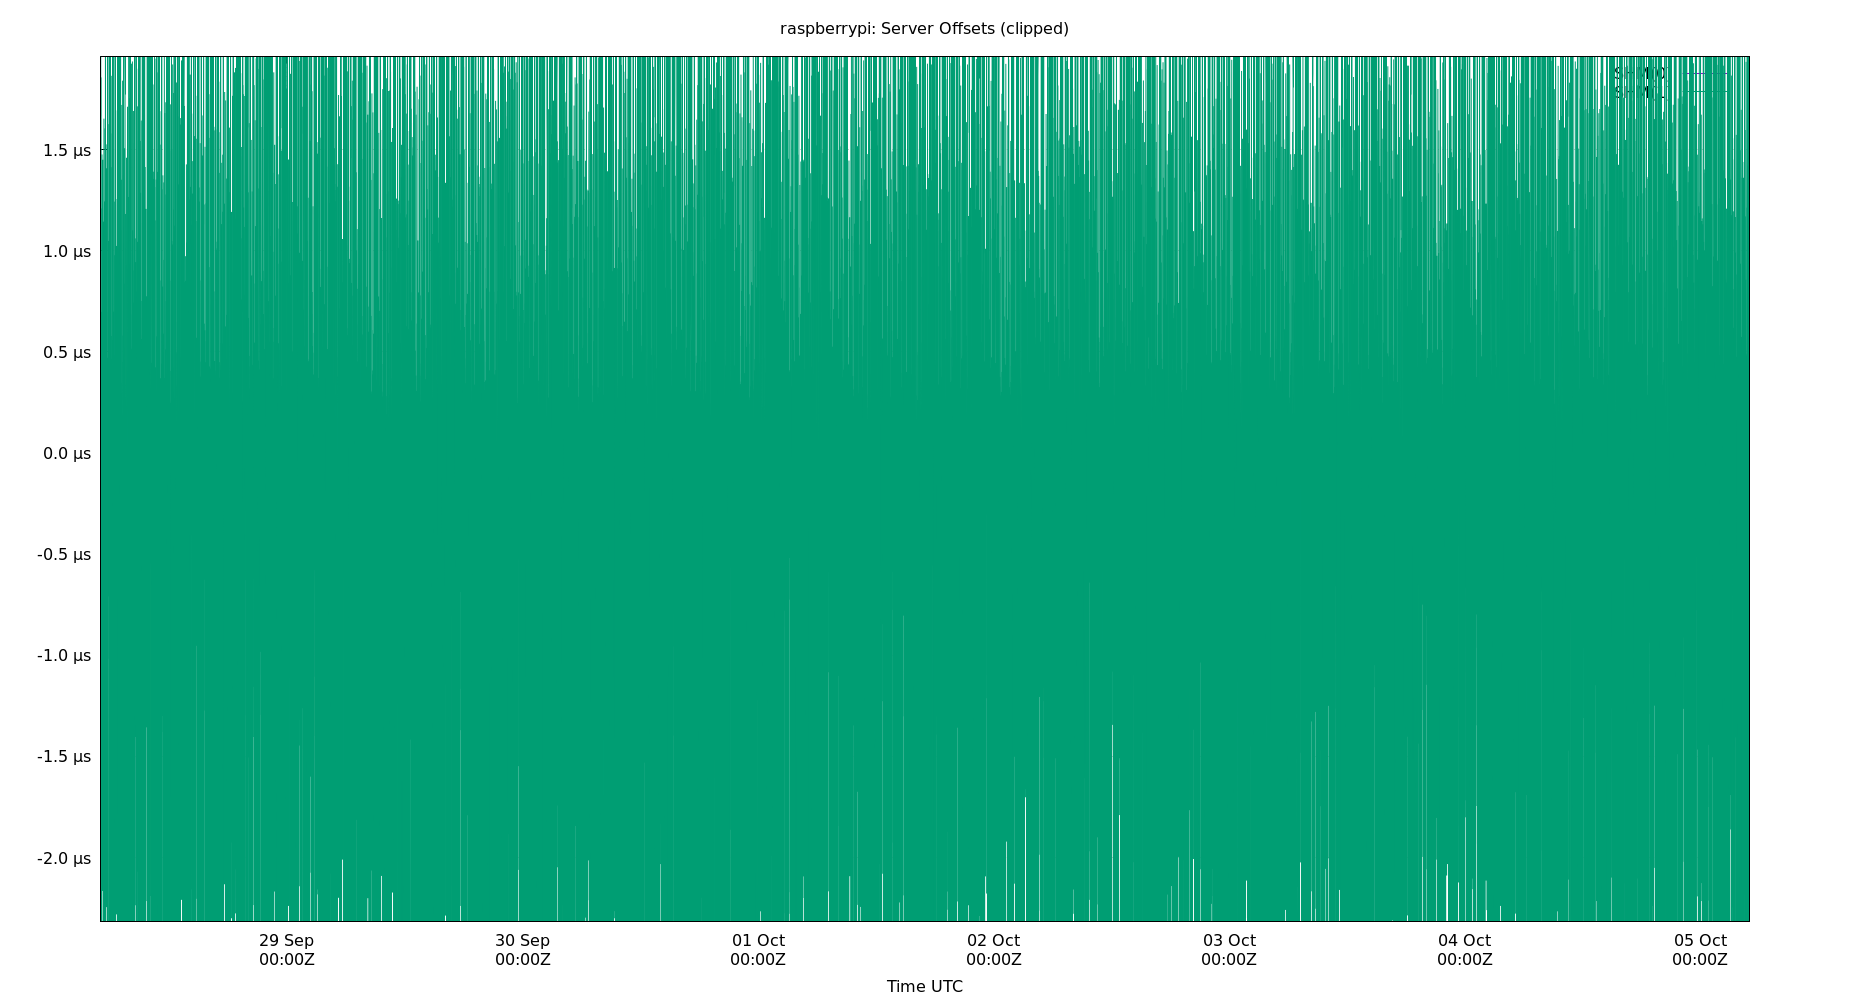 raspberrypi: Server Offsets (clipped)
1.5 µs
1.0 µs
0.5 µs
0.0 µs
-0.5 µs
-1.0 µs
-1.5 µs
-2.0 µs
29 Sep 30 Sep 01 Oct 02 Oct 03 Oct 04 Oct 05 Oct
00:00Z 00:00Z 00:00Z 00:00Z 00:00Z 00:00Z 00:00Z
Time UTC